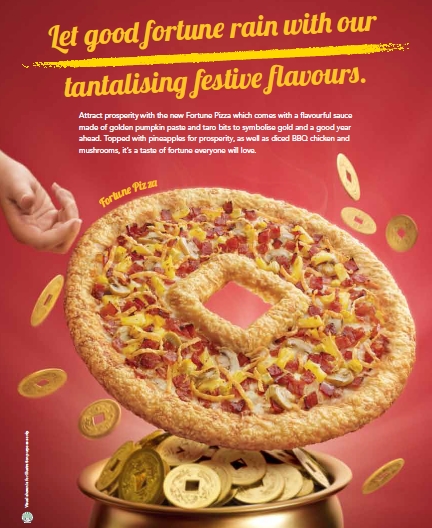 Let good fortune rain with our
tantalising festive flavours.
Attract prosperity with the new Fortune Pizza which comes with a flavourful sauce
made of golden pumpkin paste and taro bits to symbolise gold and a good year
ahead. Topped with pineapples for prosperity, as well as diced BBQ chicken and
mushrooms, it's a taste of fortune everyone will love.
Fortune Pizza